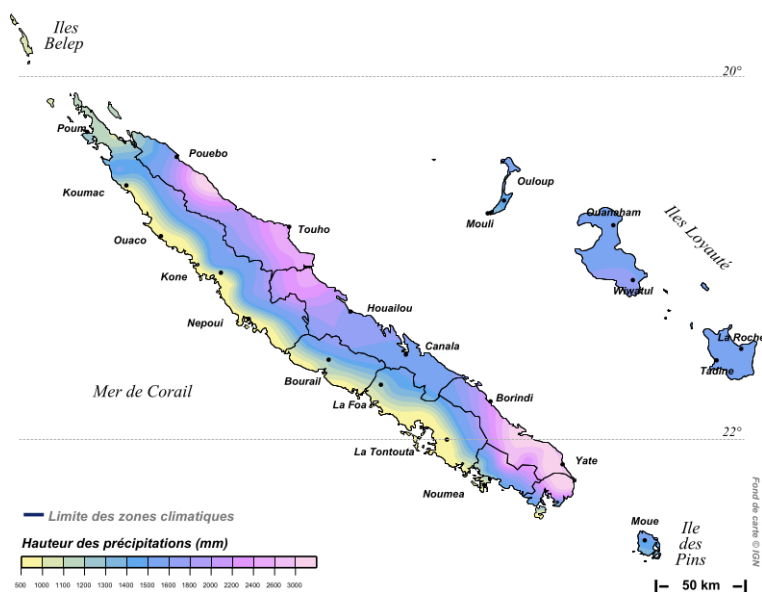 Iles
Belep
20°
Poum
Pouebo
Koumac
Ouloup
Mouli
Ouanaham
Iles Loyauté
Touho
Ouaco
Kone
Wiwatul
Nepoui
Houailou
La Roche
Canala
Tadine
Bourail
Mer de Corail
La Foa
Borindi
22°
La Tontouta
Yate
Noumea
Fond de carte © IGN
Limite des zones climatiques
Moue
Ile
des
Pins
Hauteur des précipitations (mm)
500 1000 1100 1200 1300 1400 1600 1800 2000 2200 2600 3000
50 km